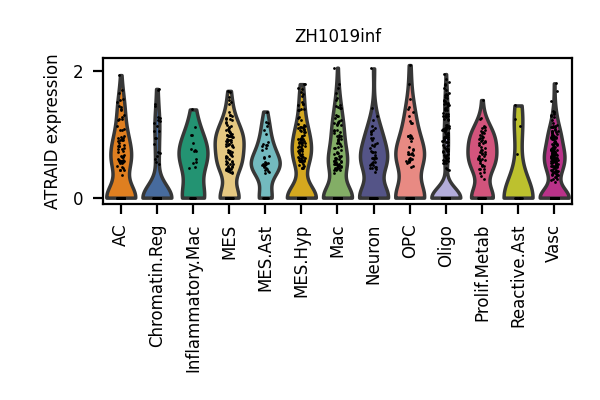 ZH1019inf
ATRAID expression
2
0
AC
Chromatin.Reg
Inflammatory.Mac
MES
MES.Ast
MES.Hyp
Mac
Neuron
OPC
Oligo
Prolif.Metab
Reactive.Ast
Vasc